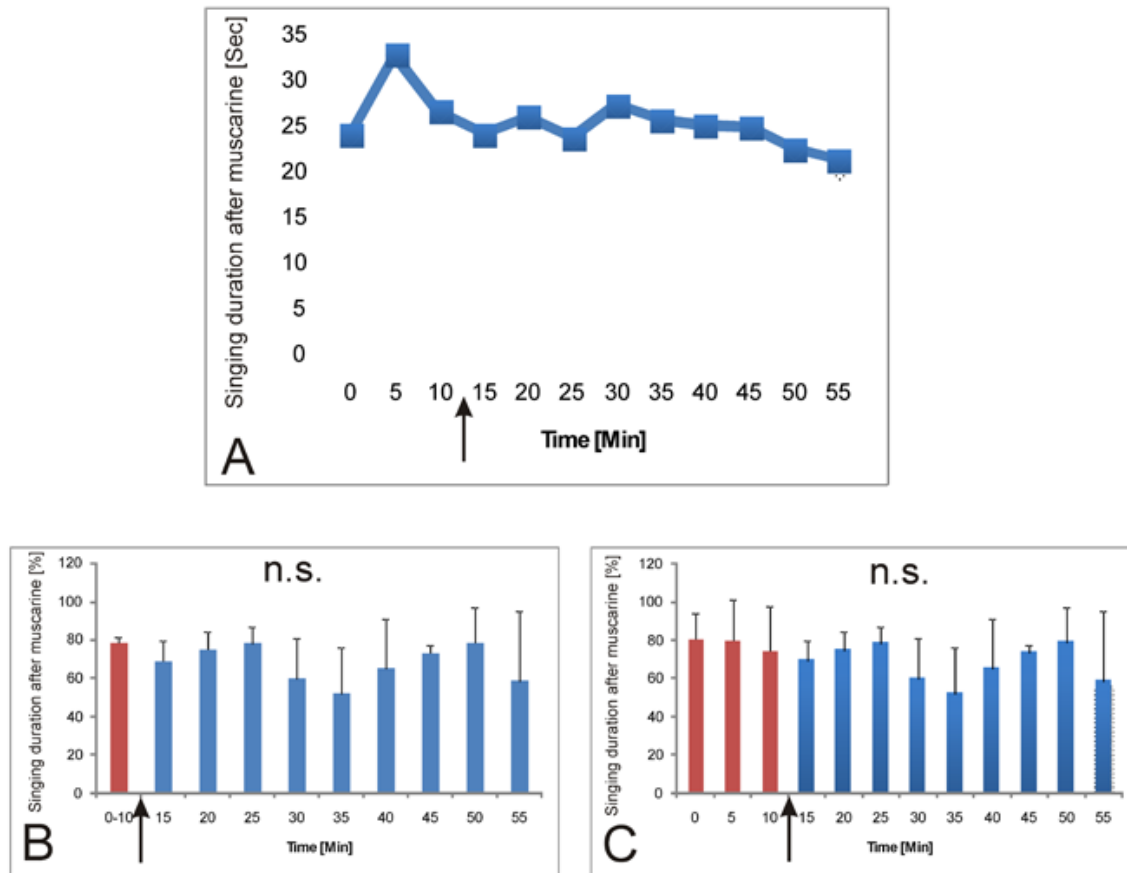 Singing duration after muscarine [Sec]
35
30
25
20
15
10
5
0
0 5 10 15 20 25 30 35 40 45 50 55
Time [Min]
A
Singing duration after muscarine [%]
n.s.
120
100
80
60
40
20
0
0-10 15 20 25 30 35 40 45 50 55
Time [Min]
B
Singing duration after muscarine [%]
n.s.
120
100
80
60
40
20
0
0 5 10 15 20 25 30 35 40 45 50 55
Time [Min]
C